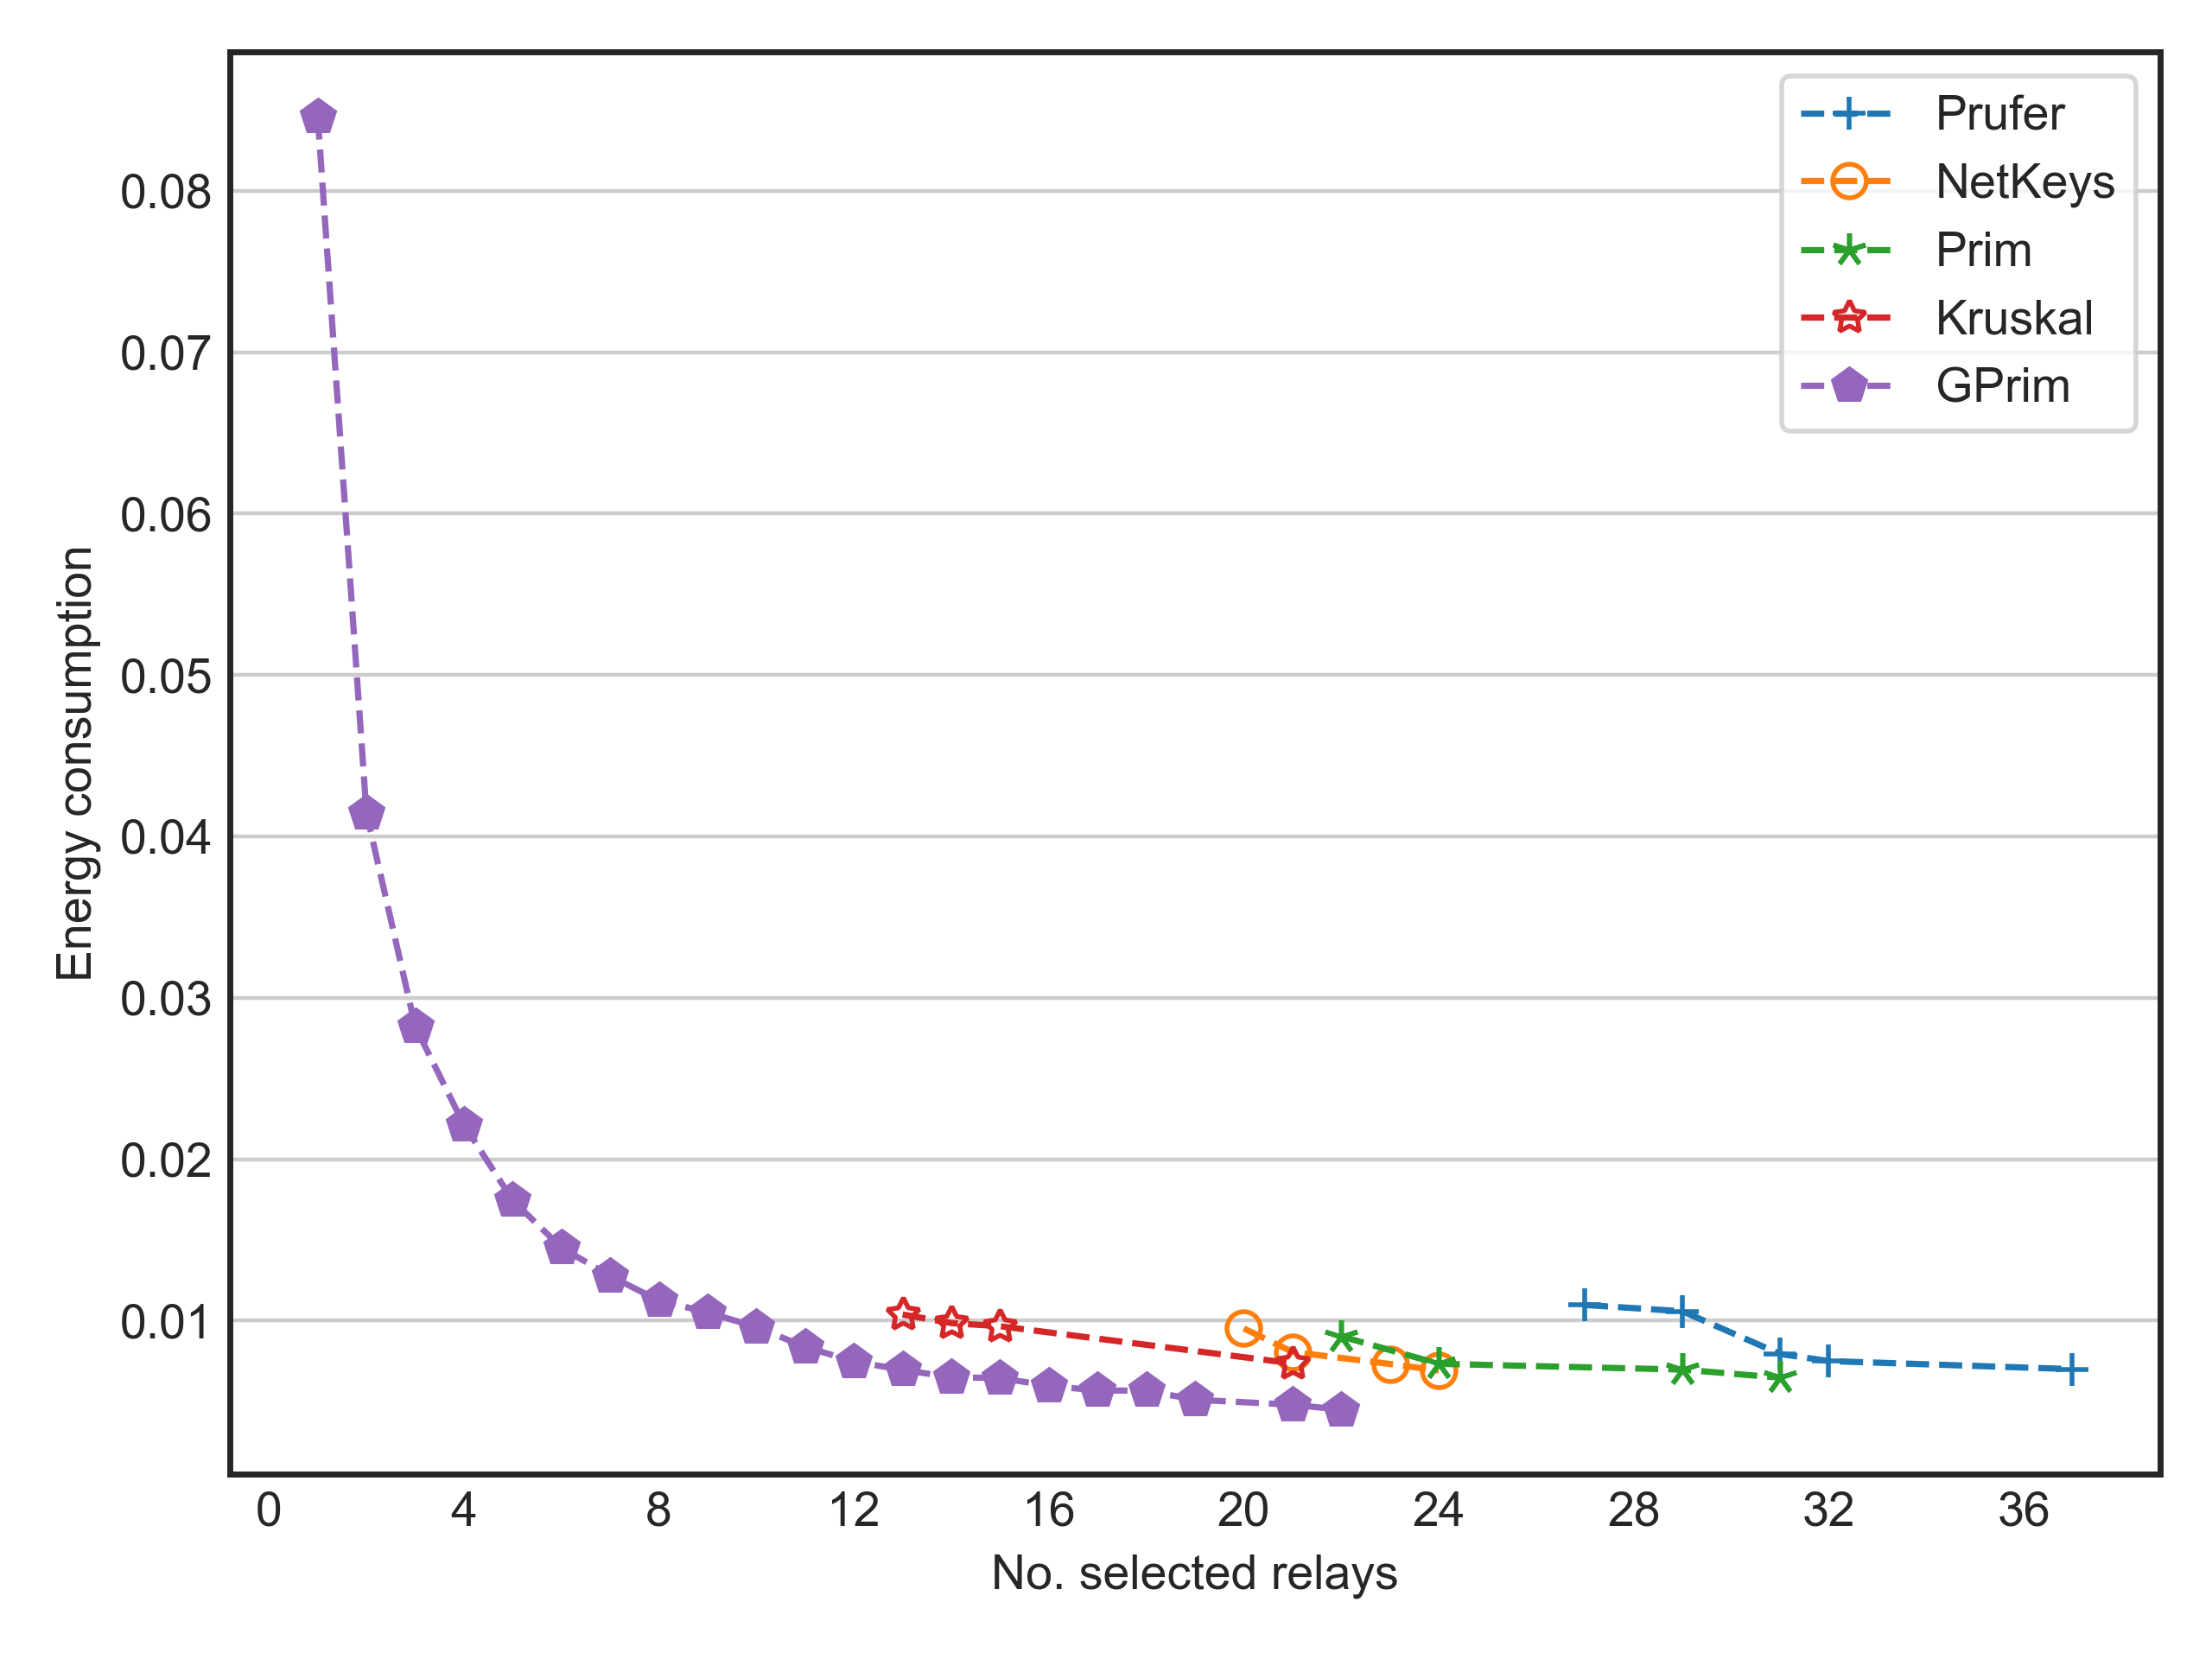 Prufer
NetKeys
Prim
Kruskal
GPrim
Energy consumption
0.08
0.07
0.06
0.05
0.04
0.03
0.02
0.01
0 4 8 12 16 20 24 28 32 36
No. selected relays